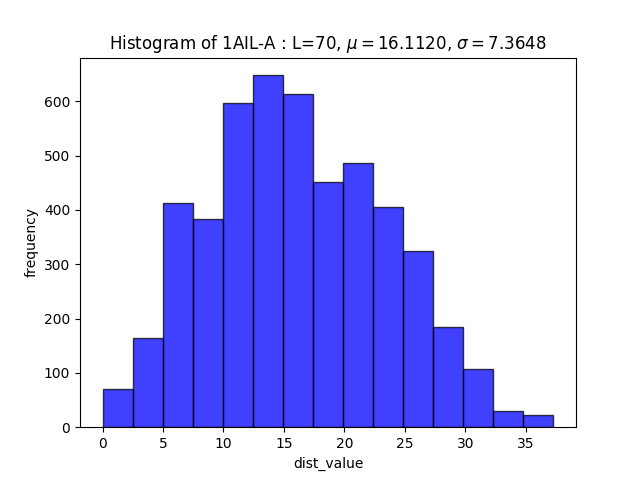 Histogram of 1AIL-A : L=70, μ = 16.1120, σ = 7.3648
frequency
600
500
400
300
200
100
0
0 5 10 15 20 25 30 35
dist_value